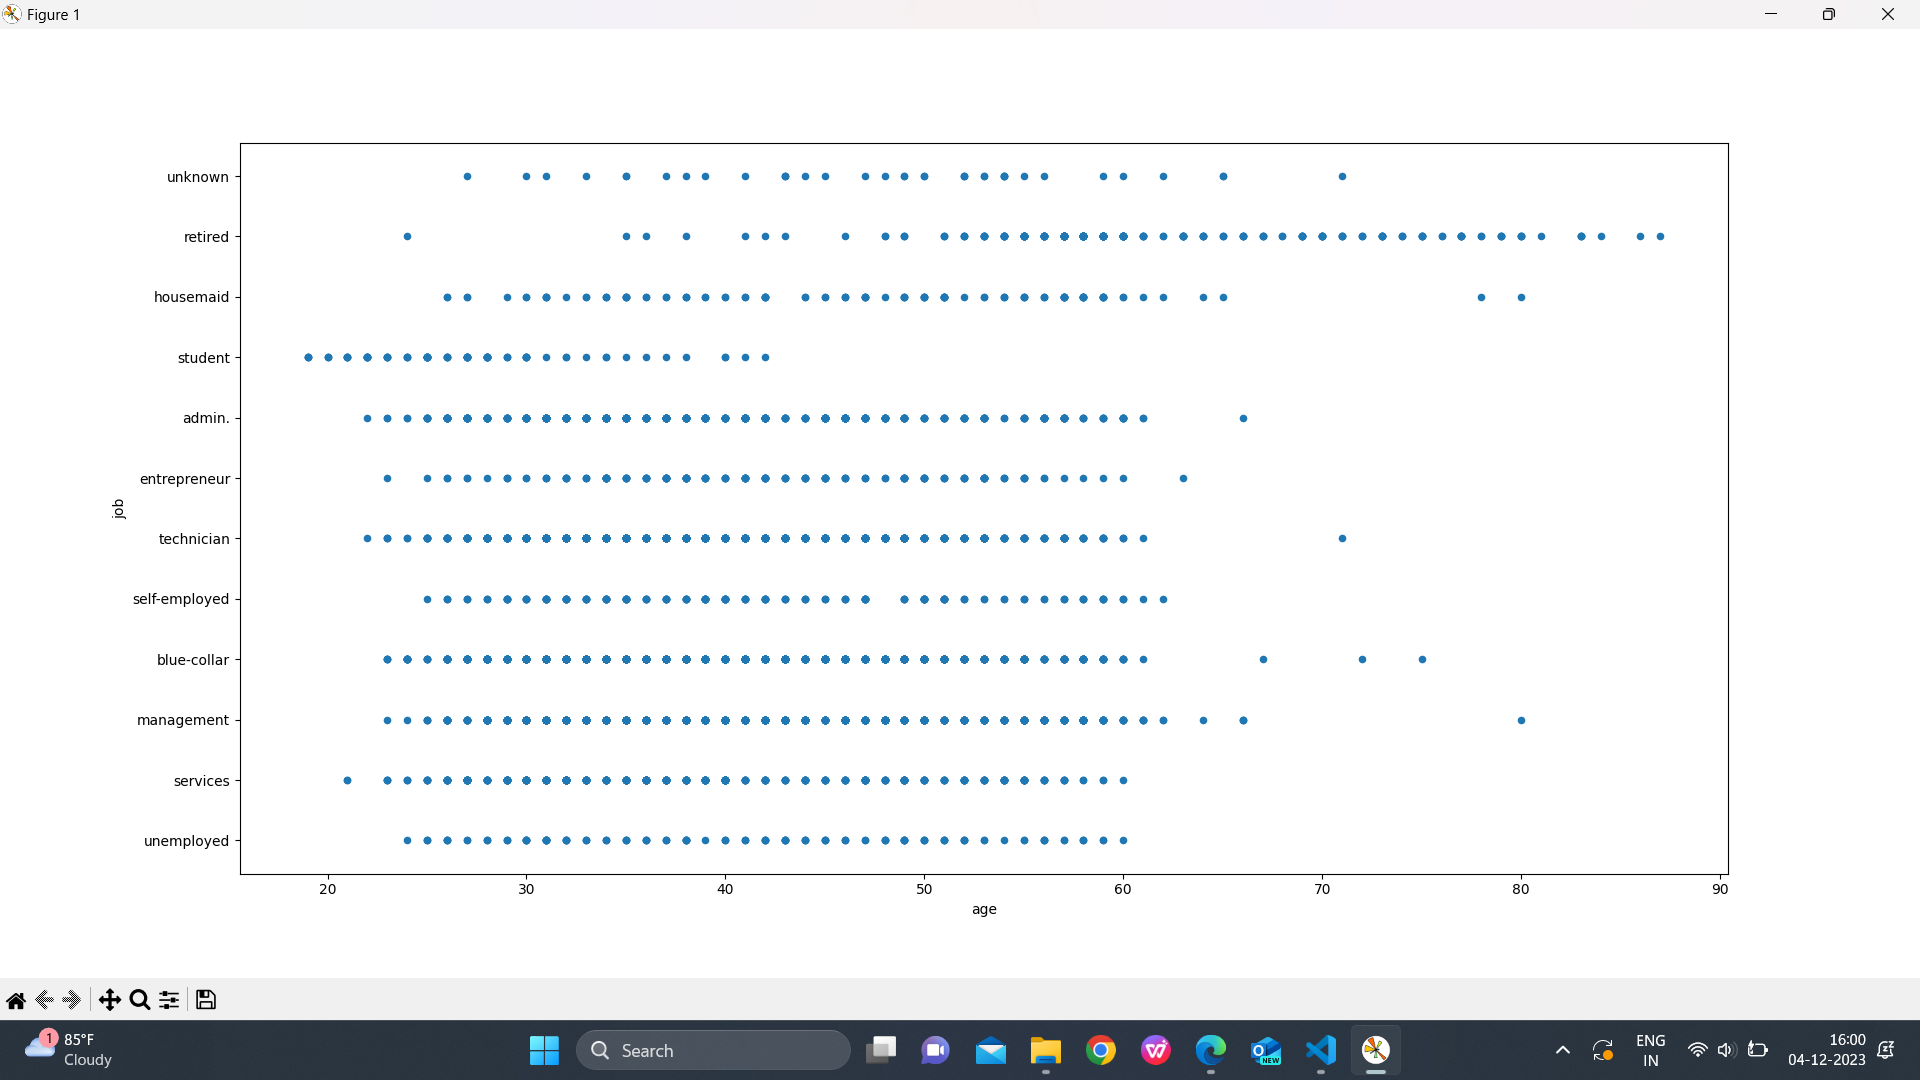 Figure 1
unknown
retired
housemaid
student
admin.
entrepreneur
job
technician
self-employed
blue-collar
management
services
unemployed
20 30 40 50 60 70 80 90
age
1
85°F
Cloudy
Search
NEW
ENG
IN
16:00
04-12-2023